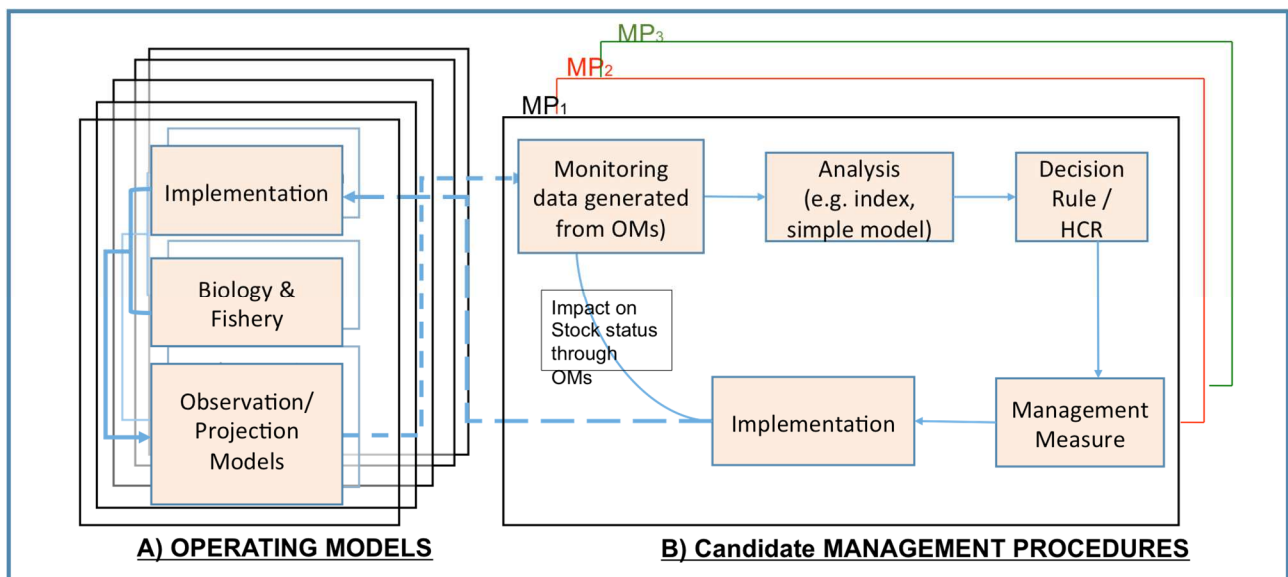 MP3
MP2
MP1
Implementation
Biology &
Fishery
Observation/
Projection
Models
A) OPERATING MODELS
Monitoring
data generated
from OMs)
Analysis
(e.g. index,
simple model)
Decision
Rule /
HCR
Impact on
Stock status
through
OMs
Implementation
Management
Measure
B) Candidate MANAGEMENT PROCEDURES